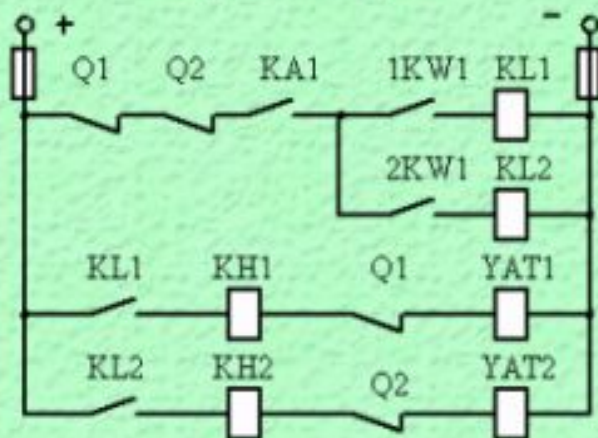 + -
Q1 Q2 KA1 1KW1 KL1
2KW1 KL2
KL1 KH1 Q1 YAT1
KL2 KH2 Q2 YAT2